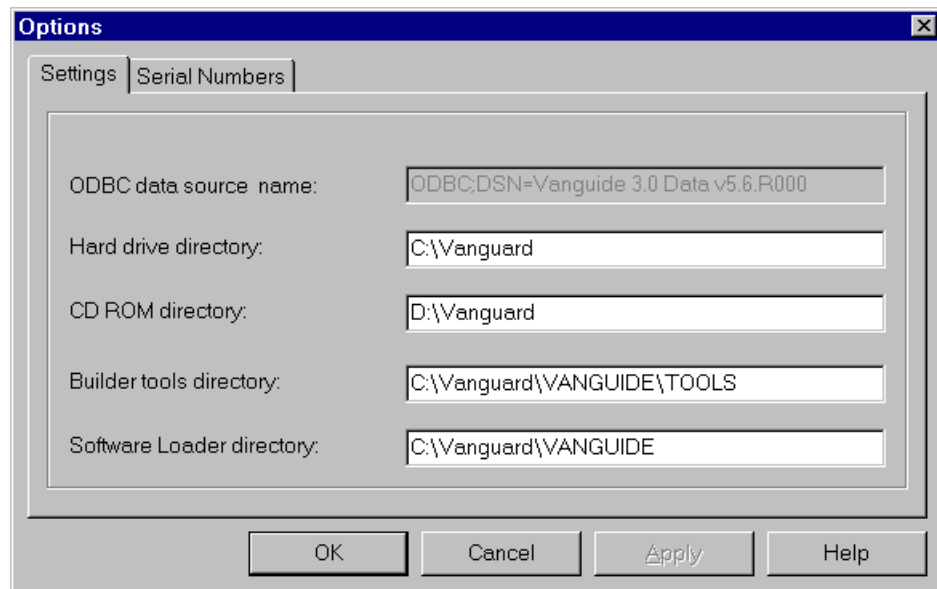 Options
Settings
Serial Numbers
ODBC data source name:
ODBC;DSN=Vanguide 3.0 Data v5.6.R000
Hard drive directory:
C:\Vanguard
CD ROM directory:
D:\Vanguard
Builder tools directory:
C:\Vanguard\VANGUIDE\TOOLS
Software Loader directory:
C:\Vanguard\VANGUIDE
OK
Cancel
Apply
Help